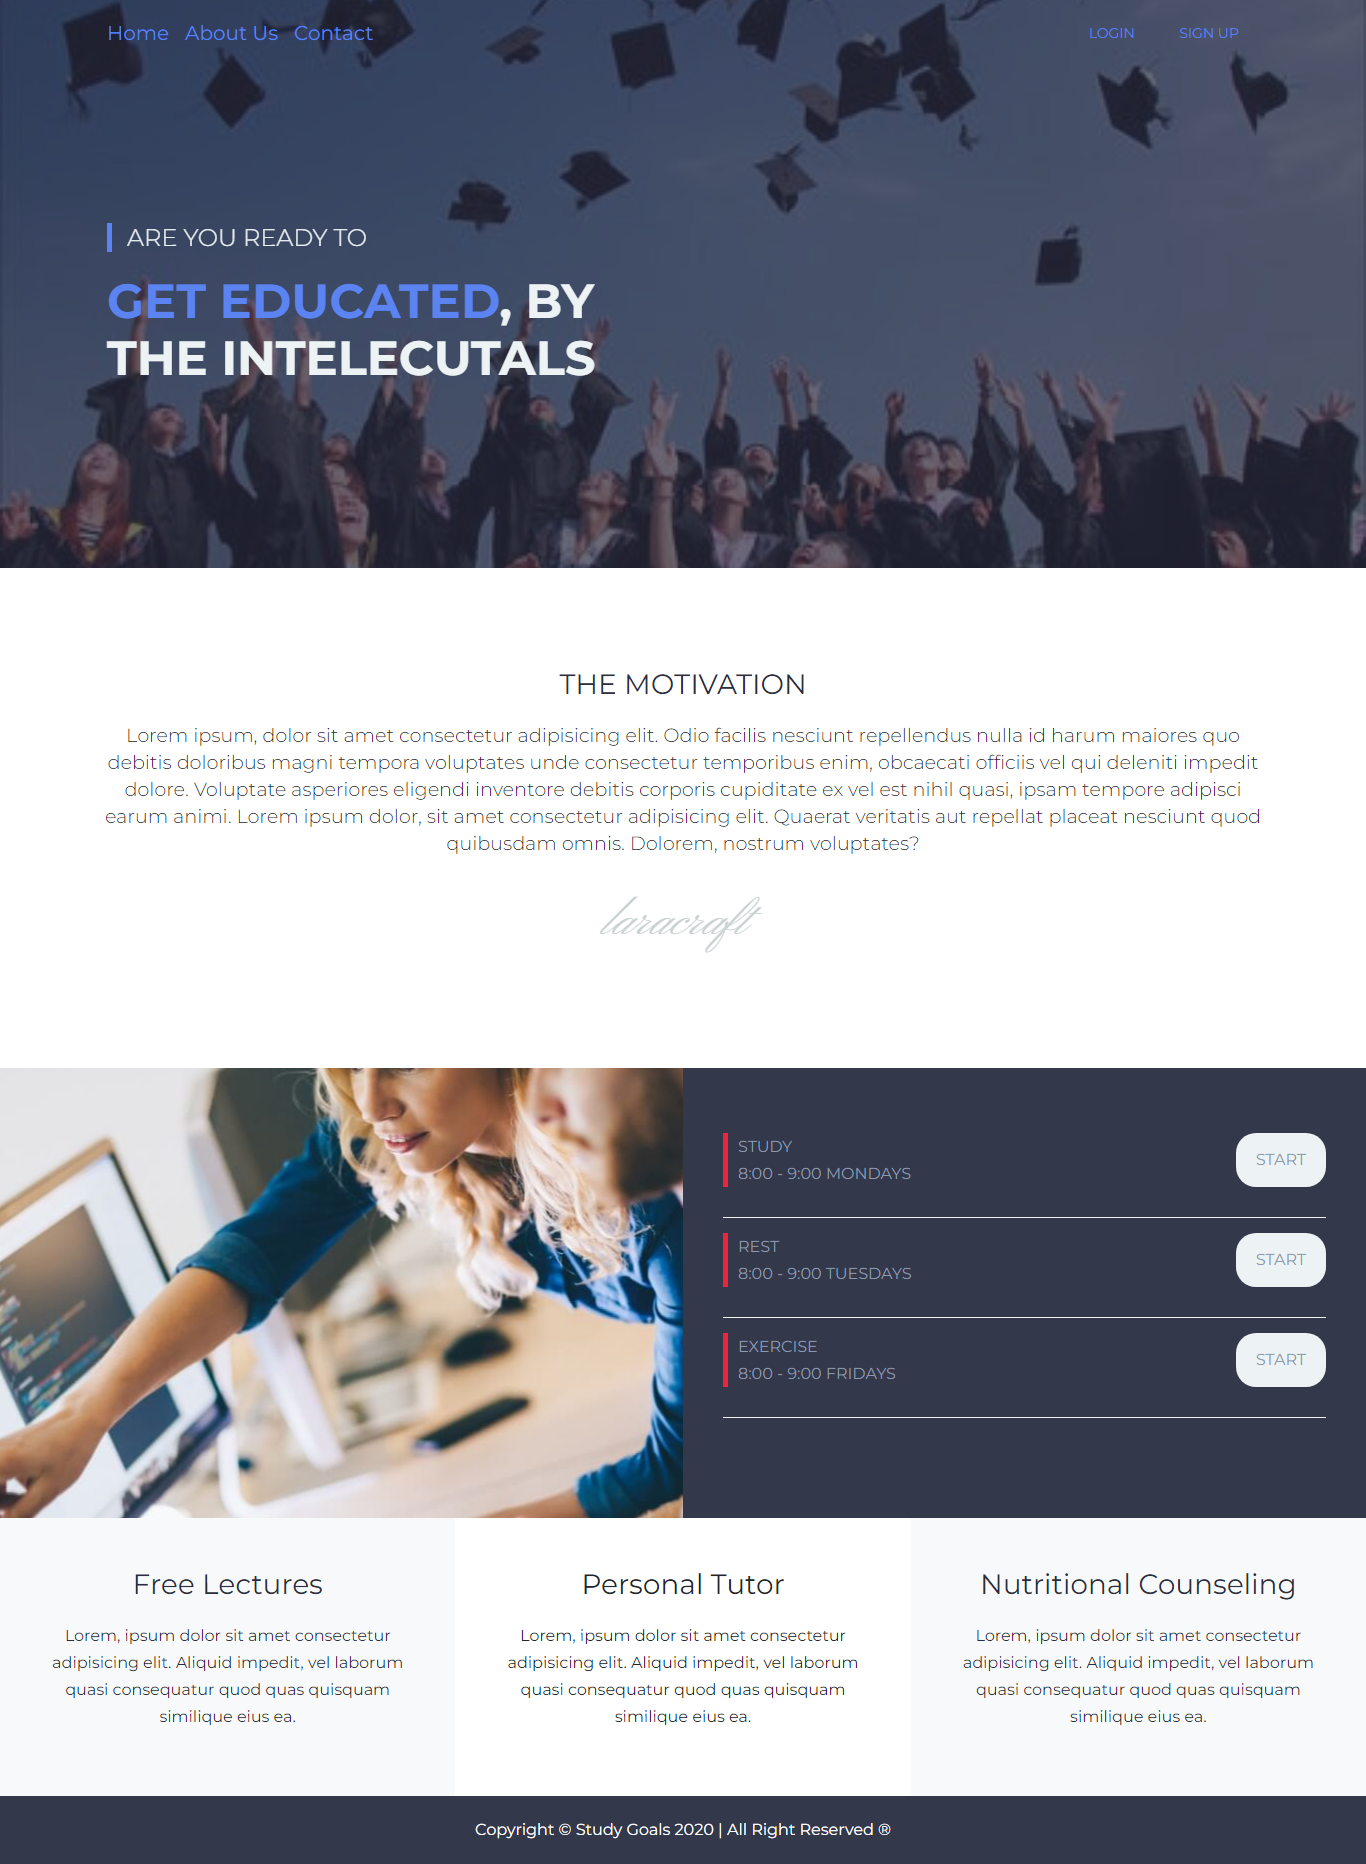 Home About Us Contact LOGIN SIGN UP
ARE YOU READY TO
GET EDUCATED, BY
THE INTELECUTALS
THE MOTIVATION
Lorem ipsum, dolor sit amet consectetur adipisicing elit. Odio facilis nesciunt repellendus nulla id harum maiores quo
debitis doloribus magni tempora voluptates unde consectetur temporibus enim, obcaecati officiis vel qui deleniti impedit
dolore. Voluptate asperiores eligendi inventore debitis corporis cupiditate ex vel est nihil quasi, ipsam tempore adipisci
earum animi. Lorem ipsum dolor, sit amet consectetur adipisicing elit. Quaerat veritatis aut repellat placeat nesciunt quod
quibusdam omnis. Dolorem, nostrum voluptates?
laracraft
STUDY
8:00 - 9:00 MONDAYS
START
REST
8:00 - 9:00 TUESDAYS
START
EXERCISE
8:00 - 9:00 FRIDAYS
START
Free Lectures
Lorem, ipsum dolor sit amet consectetur
adipisicing elit. Aliquid impedit, vel laborum
quasi consequatur quod quas quisquam
similique eius ea.
Personal Tutor
Lorem, ipsum dolor sit amet consectetur
adipisicing elit. Aliquid impedit, vel laborum
quasi consequatur quod quas quisquam
similique eius ea.
Nutritional Counseling
Lorem, ipsum dolor sit amet consectetur
adipisicing elit. Aliquid impedit, vel laborum
quasi consequatur quod quas quisquam
similique eius ea.
Copyright © Study Goals 2020 | All Right Reserved ®